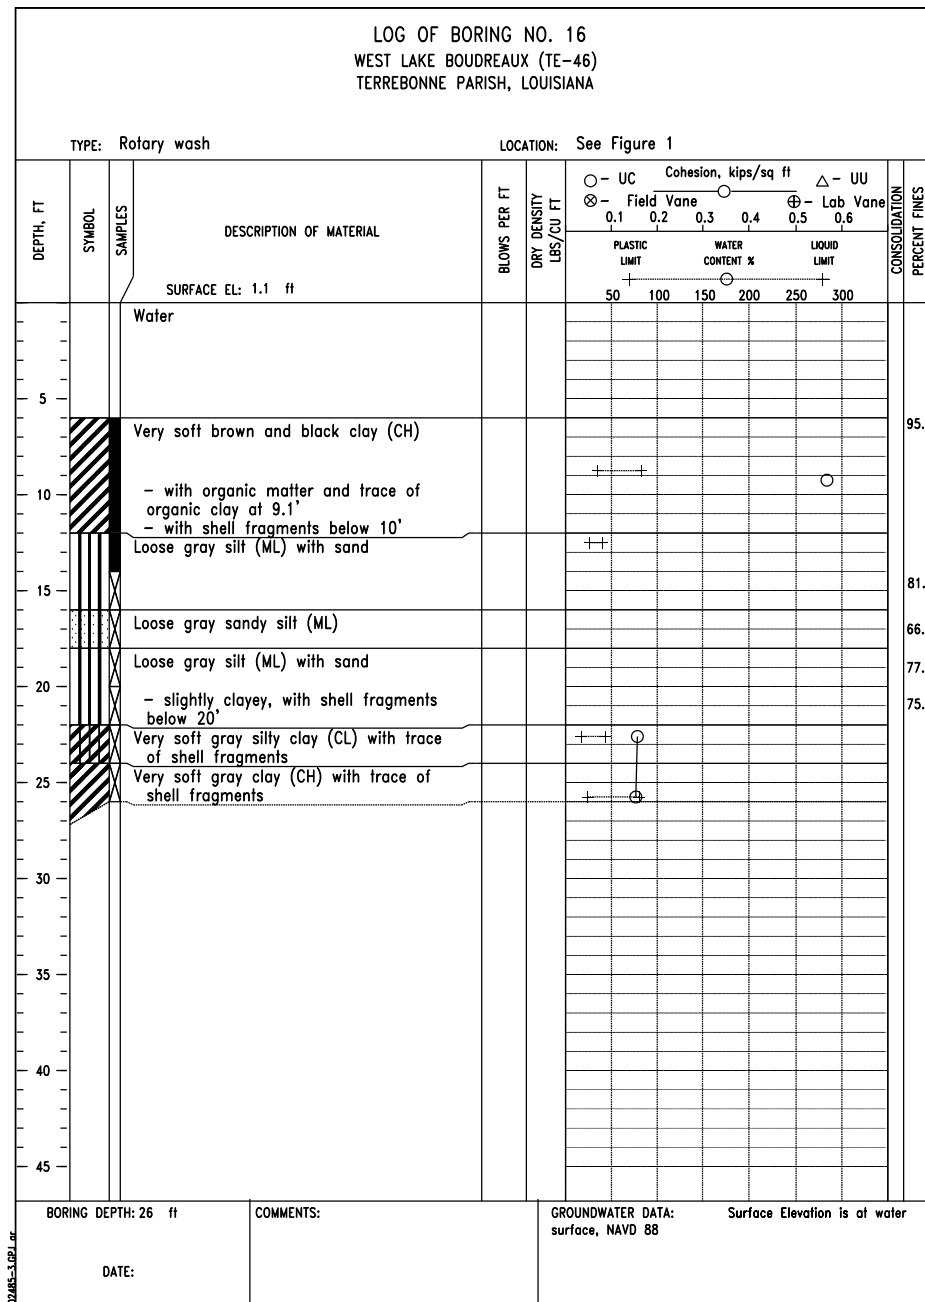 LOG OF BORING NO. 16
WEST LAKE BOUDREAUX (TE-46)
TERREBONNE PARISH, LOUISIANA
TYPE: Rotary wash
LOCATION: See Figure 1
DEPTH, FT
SYMBOL
SAMPLES
DESCRIPTION OF MATERIAL
SURFACE EL: 1.1 ft
BLOWS PER FT
DRY DENSITY
LBS/CU FT
Cohesion, kips/sq ft
- UC
- UU
- Field Vane
- Lab Vane
0.1 0.2 0.3 0.4 0.5 0.6
PLASTIC
LIMIT
WATER
CONTENT %
LIQUID
LIMIT
50 100 150 200 250 300
CONSOLIDATION
PERCENT FINES
Water
5
Very soft brown and black clay (CH)
95.
- with organic matter and trace of
organic clay at 9.1'
10
- with shell fragments below 10'
Loose gray silt (ML) with sand
81.
15
Loose gray sandy silt (ML)
66.
Loose gray silt (ML) with sand
77.
20
- slightly clayey, with shell fragments
below 20'
75.
Very soft gray silty clay (CL) with trace
of shell fragments
Very soft gray clay (CH) with trace of
shell fragments
25
30
35
40
45
BORING DEPTH: 26 ft
COMMENTS:
GROUNDWATER DATA: Surface Elevation is at water
surface, NAVD 88
DATE: